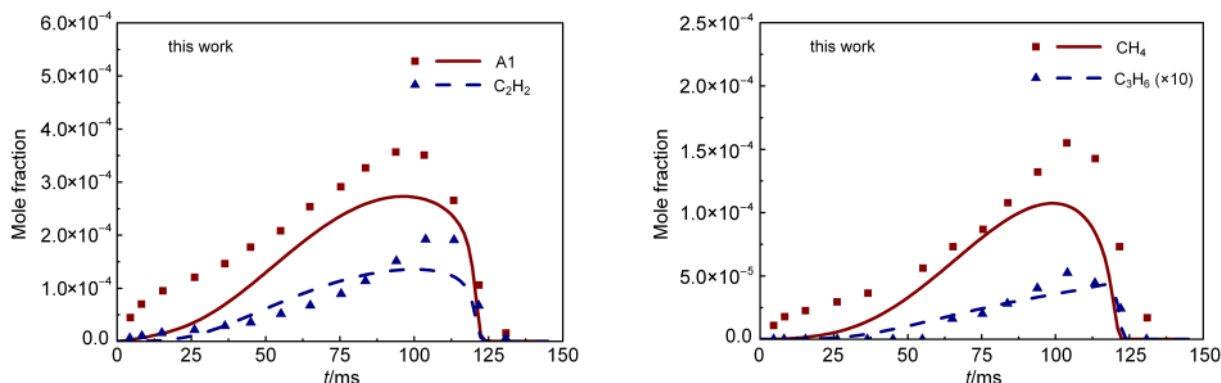 6.0×10⁻⁴
5.0×10⁻⁴
4.0×10⁻⁴
3.0×10⁻⁴
2.0×10⁻⁴
1.0×10⁻⁴
0.0
Mole fraction
this work
A1
C₂H₂
0 25 50 75 100 125 150
t/ms
2.5×10⁻⁴
2.0×10⁻⁴
1.5×10⁻⁴
1.0×10⁻⁴
5.0×10⁻⁵
0.0
Mole fraction
this work
CH₄
C₃H₆ (×10)
0 25 50 75 100 125 150
t/ms